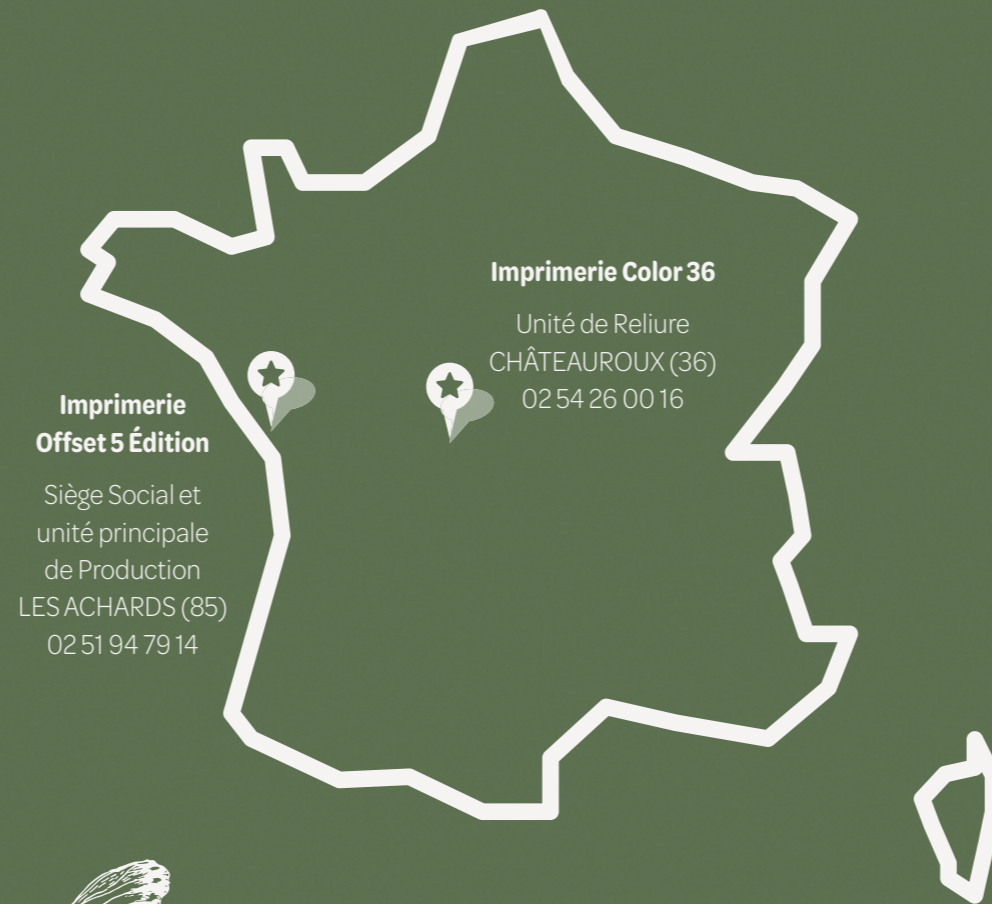 Imprimerie Color 36
Unité de Reliure
CHÂTEAUROUX (36)
02 54 26 00 16
Imprimerie
Offset 5 Édition
Siège Social et
unité principale
de Production
LES ACHARDS (85)
02 51 94 79 14